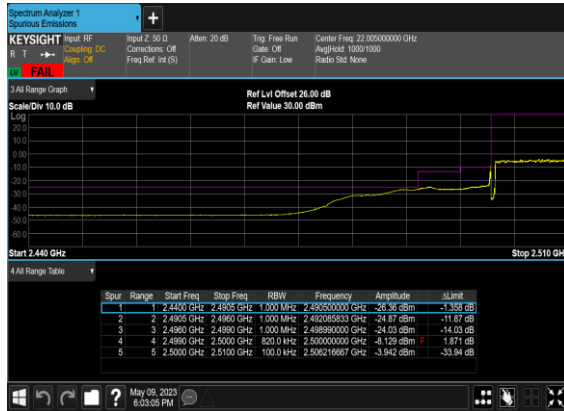 Spectrum Analyzer 1
Spurious Emissions
+
KEYSIGHT Input: RF Input Z: 50 Ω Atten: 20 dB Trig: Free Run Center Freq: 22.005000000 GHz
R T Coupling: DC Corrections: Off Gate: Off Avg|Hold: 1000/1000
Align: Off Freq Ref: Int (S) IF Gain: Low Radio Std: None
FAIL
3 All Range Graph
Ref Lvl Offset 26.00 dB
Scale/Div 10.0 dB Ref Value 30.00 dBm
Log
20.0
10.0
0.00
-10.0
-20.0
-30.0
-40.0
-50.0
-60.0
Start 2.440 GHz Stop 2.510 GH
4 All Range Table
Spur Range Start Freq Stop Freq RBW Frequency Amplitude ΔLimit
1 1 2.4400 GHz 2.4905 GHz 1.000 MHz 2.490500000 GHz -26.36 dBm -1.358 dB
2 2 2.4905 GHz 2.4960 GHz 1.000 MHz 2.492085833 GHz -24.87 dBm -11.87 dB
3 3 2.4960 GHz 2.4990 GHz 1.000 MHz 2.498990000 GHz -24.03 dBm -14.03 dB
4 4 2.4990 GHz 2.5000 GHz 820.0 kHz 2.500000000 GHz -8.129 dBm F 1.871 dB
5 5 2.5000 GHz 2.5100 GHz 100.0 kHz 2.506216667 GHz -3.942 dBm -33.94 dB
? May 09, 2023
6:03:05 PM